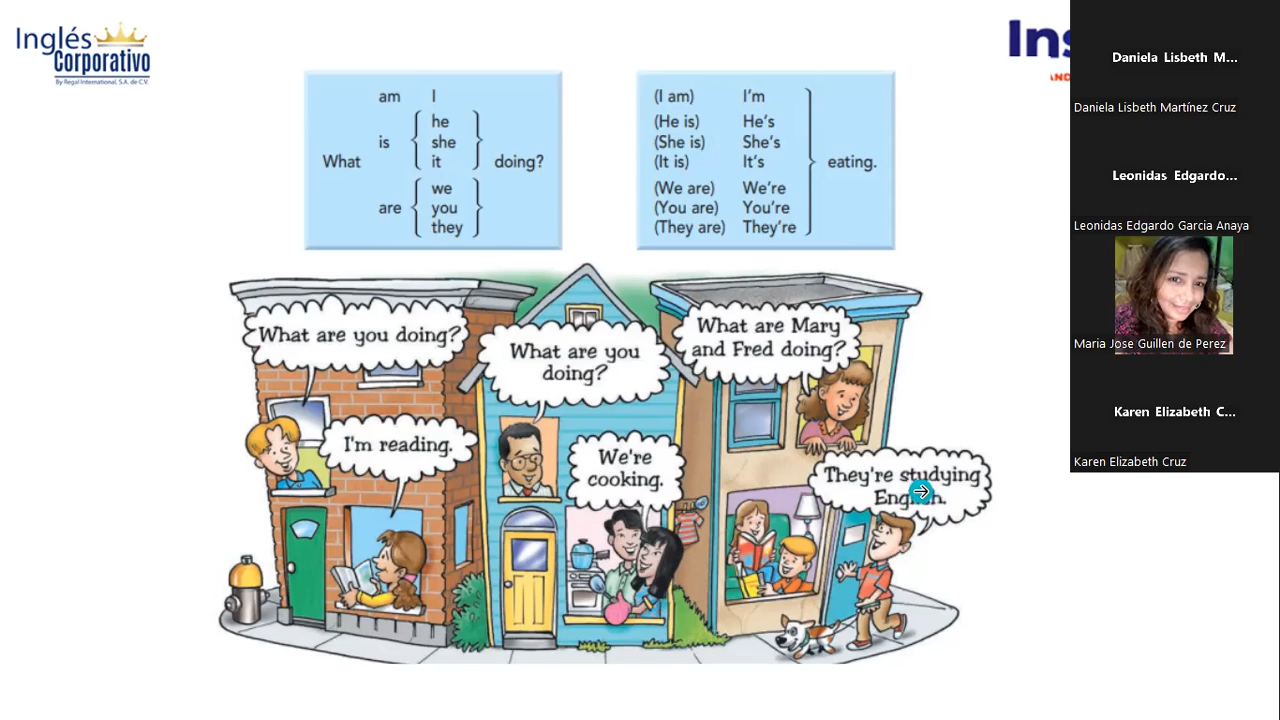 Inglés
Corporativo
By Regal International, S.A. de C.V.
am I
he
is she
it
What doing?
we
are you
they
(I am) I'm
(He is) He's
(She is) She's
(It is) It's
eating.
(We are) We're
(You are) You're
(They are) They're
What are you doing?
I'm reading.
What are you
doing?
We're
cooking.
What are Mary
and Fred doing?
They're studying
Daniela Lisbeth M...
Daniela Lisbeth Martínez Cruz
Leonidas Edgardo...
Leonidas Edgardo Garcia Anaya
Maria Jose Guillen de Perez
Karen Elizabeth C...
Karen Elizabeth Cruz